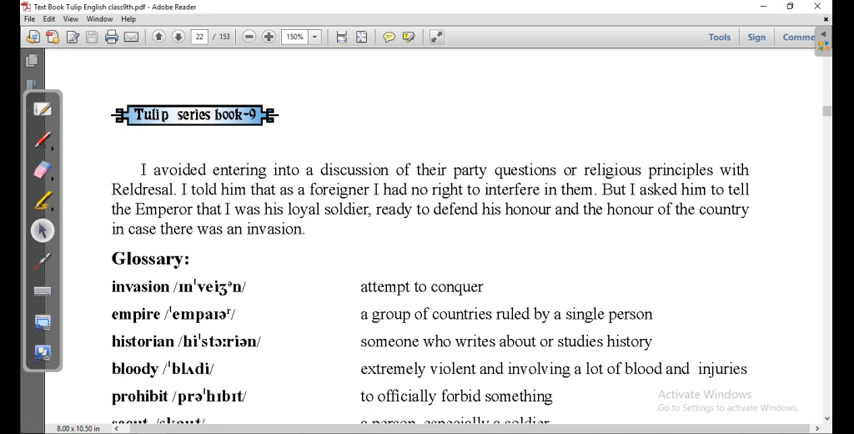 Text Book Tulip English class9th.pdf - Adobe Reader
File Edit View Window Help
22 / 153 150% Tools Sign Comme
Tulip series book-9
I avoided entering into a discussion of their party questions or religious principles with
Reldresal. I told him that as a foreigner I had no right to interfere in them. But I asked him to tell
the Emperor that I was his loyal soldier, ready to defend his honour and the honour of the country
in case there was an invasion.
Glossary:
invasion /ɪnˈveiʒᵊn/ attempt to conquer
empire /ˈempaɪəʳ/ a group of countries ruled by a single person
historian /hiˈstɔːriən/ someone who writes about or studies history
bloody /ˈblʌdi/ extremely violent and involving a lot of blood and injuries
prohibit /prəˈhɪbɪt/ to officially forbid something
a person, especially a soldier
Activate Windows
Go to Settings to activate Windows.
8.00 x 10.50 in